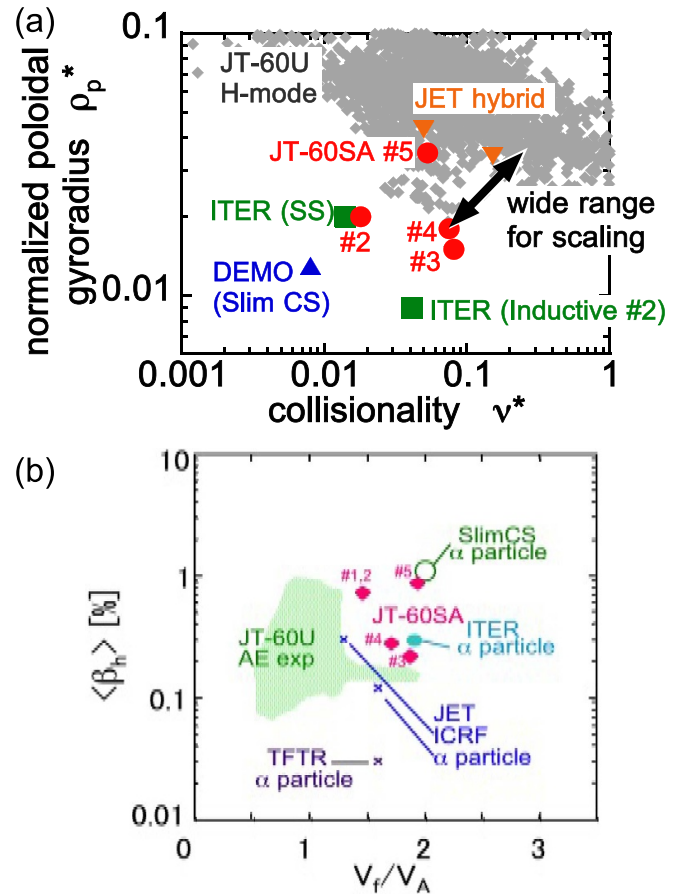 (a)
0.1
JT-60U
H-mode
JET hybrid
JT-60SA #5
ITER (SS)
#2
#4
#3
wide range
for scaling
DEMO
(Slim CS)
ITER (Inductive #2)
0.01
normalized poloidal
gyroradius ρp*
0.001
0.01
0.1
1
collisionality ν*
(b)
10
SlimCS
α particle
#1,2
#5
1
JT-60SA
JT-60U
AE exp
#4
ITER
α particle
#3
<βh> [%]
0.1
JET
ICRF
α particle
TFTR
α particle
0.01
0
1
2
3
Vf/VA